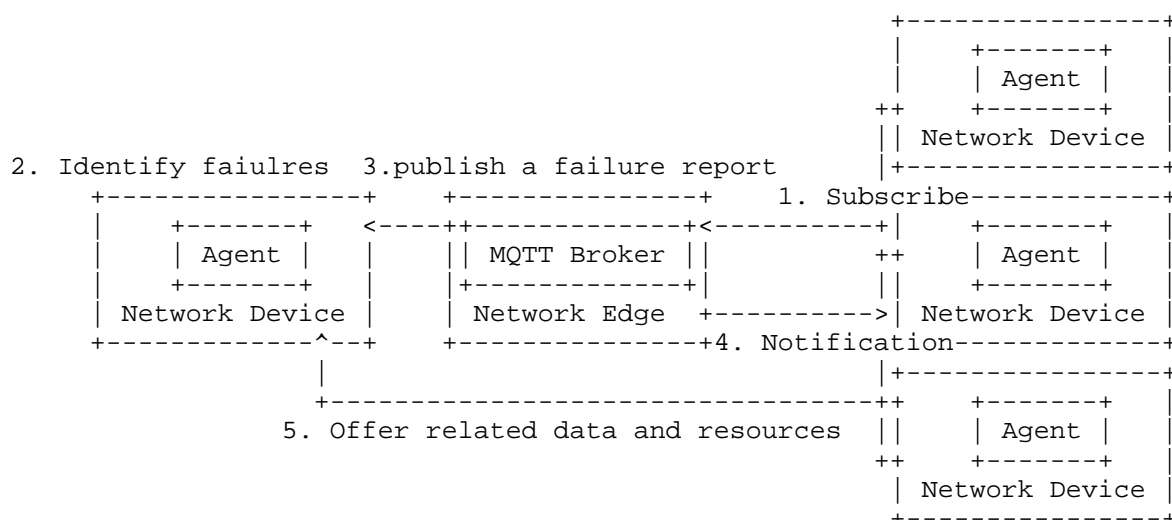 Agent
Network Device
2. Identify faiulres 3.publish a failure report
1. Subscribe
Agent MQTT Broker Agent
Network Device Network Edge Network Device
4. Notification
5. Offer related data and resources Agent
Network Device